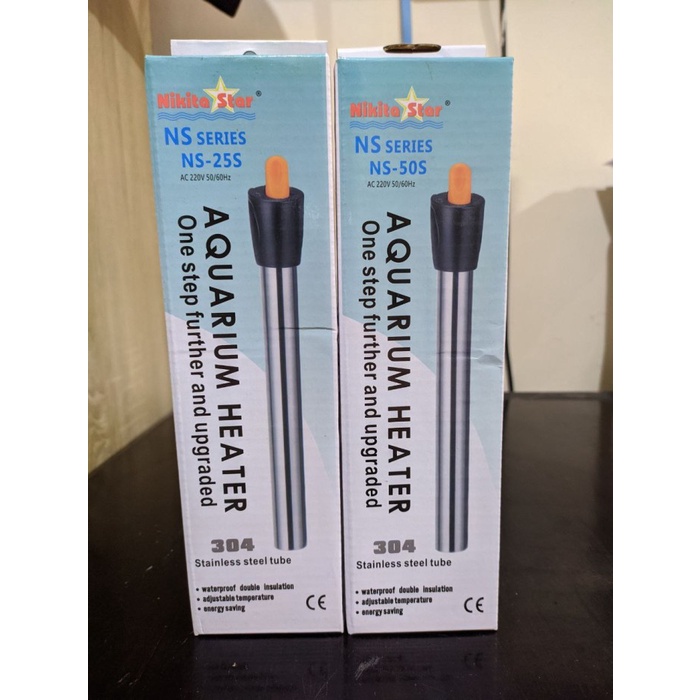 Nikita Star ®
NS SERIES
NS-25S
AC 220V 50/60Hz
AQUARIUM HEATER
One step further and upgraded
304
Stainless steel tube
• waterproof double insulation
• adjustable temperature
• energy saving
CE
Nikita Star ®
NS SERIES
NS-50S
AC 220V 50/60Hz
AQUARIUM HEATER
One step further and upgraded
304
Stainless steel tube
• waterproof double insulation
• adjustable temperature
• energy saving
CE